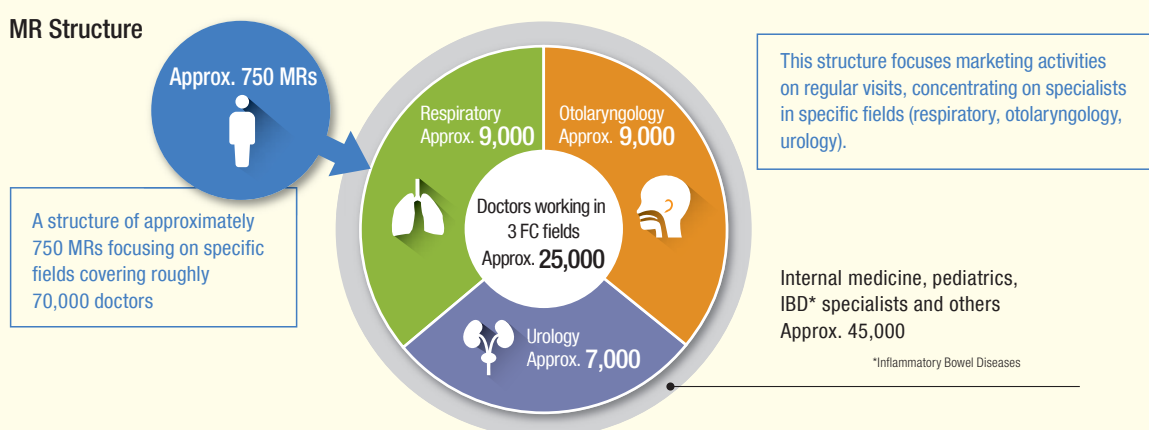 MR Structure
Approx. 750 MRs
A structure of approximately
750 MRs focusing on specific
fields covering roughly
70,000 doctors
Respiratory
Approx. 9,000
Otolaryngology
Approx. 9,000
Doctors working in
3 FC fields
Approx. 25,000
Urology
Approx. 7,000
This structure focuses marketing activities
on regular visits, concentrating on specialists
in specific fields (respiratory, otolaryngology,
urology).
Internal medicine, pediatrics,
IBD* specialists and others
Approx. 45,000
*Inflammatory Bowel Diseases